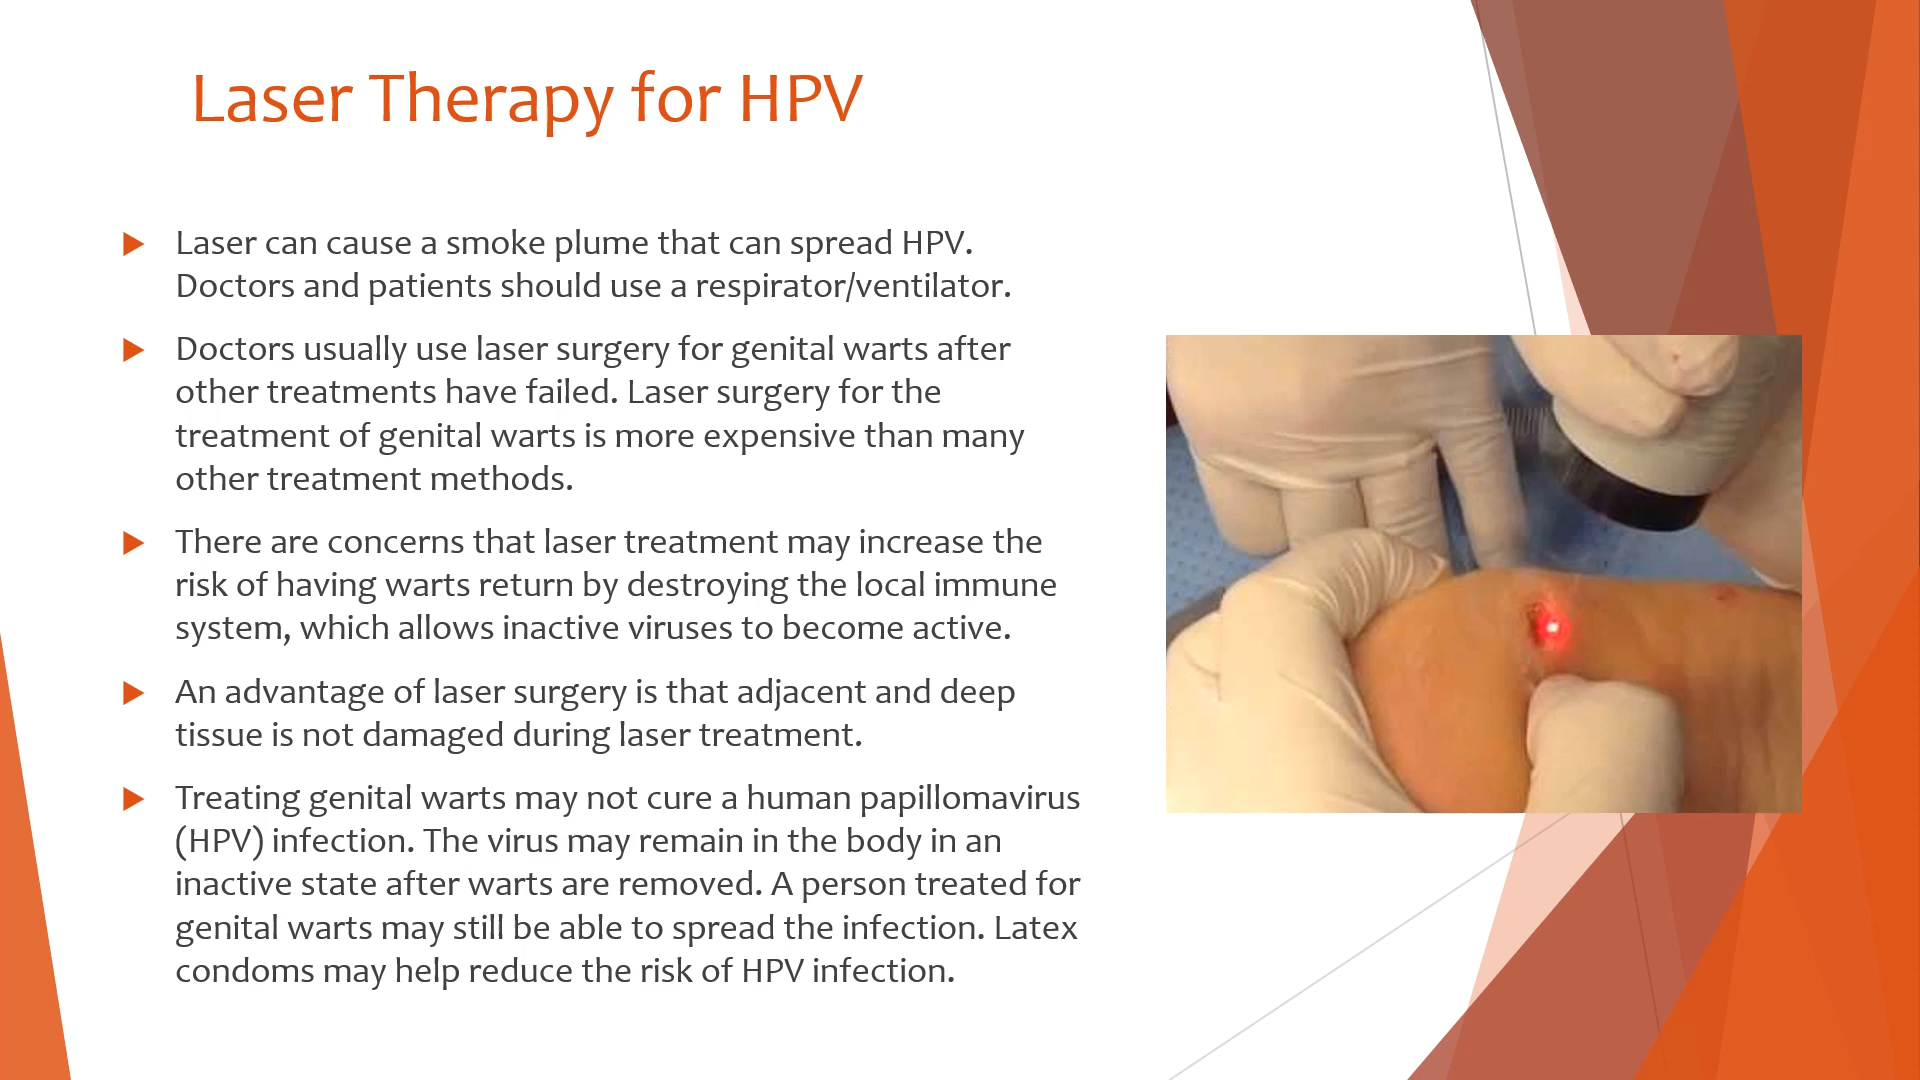 Laser Therapy for HPV
Laser can cause a smoke plume that can spread HPV.
Doctors and patients should use a respirator/ventilator.
Doctors usually use laser surgery for genital warts after
other treatments have failed. Laser surgery for the
treatment of genital warts is more expensive than many
other treatment methods.
There are concerns that laser treatment may increase the
risk of having warts return by destroying the local immune
system, which allows inactive viruses to become active.
An advantage of laser surgery is that adjacent and deep
tissue is not damaged during laser treatment.
Treating genital warts may not cure a human papillomavirus
(HPV) infection. The virus may remain in the body in an
inactive state after warts are removed. A person treated for
genital warts may still be able to spread the infection. Latex
condoms may help reduce the risk of HPV infection.